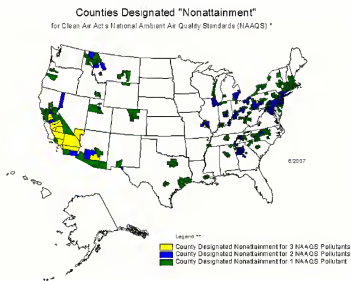 Counties Designated "Nonattainment"
for Clean Air Act's National Ambient Air Quality Standards (NAAQS) *
6/2007
Legend **
County Designated Nonattainment for 3 NAAQS Pollutants
County Designated Nonattainment for 2 NAAQS Pollutants
County Designated Nonattainment for 1 NAAQS Pollutant